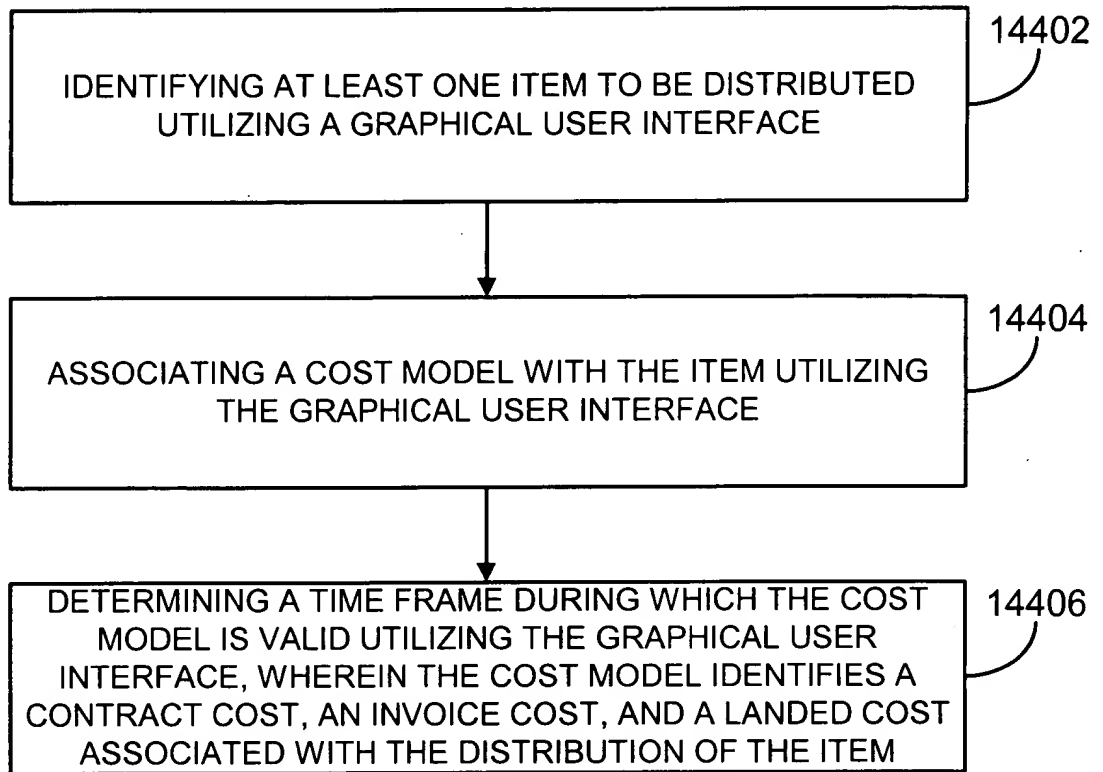 14402
IDENTIFYING AT LEAST ONE ITEM TO BE DISTRIBUTED
UTILIZING A GRAPHICAL USER INTERFACE
14404
ASSOCIATING A COST MODEL WITH THE ITEM UTILIZING
THE GRAPHICAL USER INTERFACE
14406
DETERMINING A TIME FRAME DURING WHICH THE COST
MODEL IS VALID UTILIZING THE GRAPHICAL USER
INTERFACE, WHEREIN THE COST MODEL IDENTIFIES A
CONTRACT COST, AN INVOICE COST, AND A LANDED COST
ASSOCIATED WITH THE DISTRIBUTION OF THE ITEM